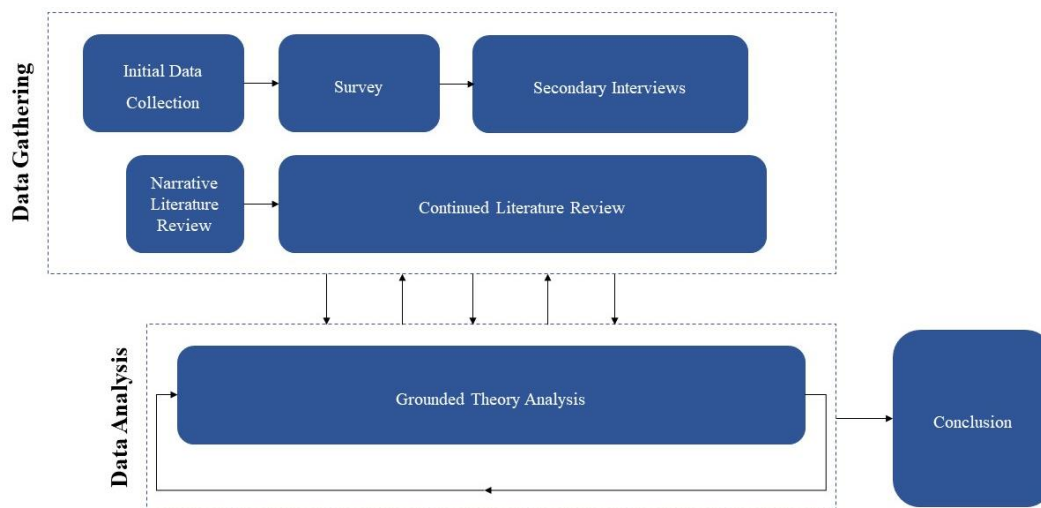 Data Gathering
Initial Data
Collection
Survey
Secondary Interviews
Narrative
Literature
Review
Continued Literature Review
Data Analysis
Grounded Theory Analysis
Conclusion